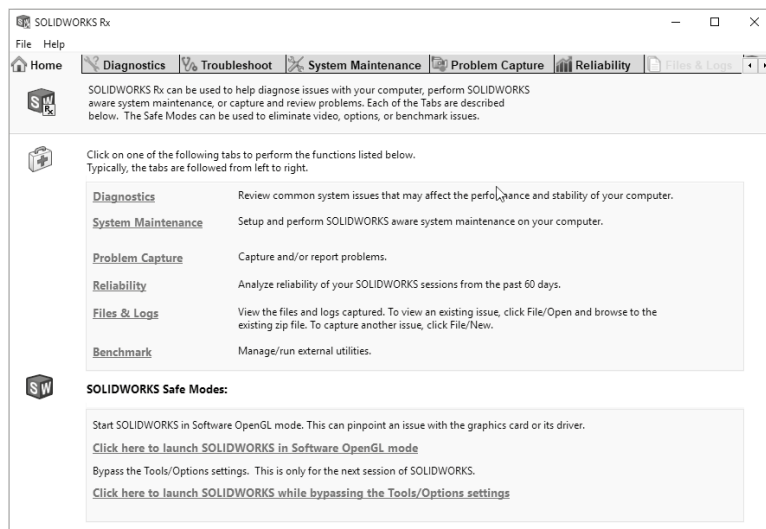 SOLIDWORKS Rx
File Help
Home Diagnostics Troubleshoot System Maintenance Problem Capture Reliability Files & Logs
SOLIDWORKS Rx can be used to help diagnose issues with your computer, perform SOLIDWORKS
aware system maintenance, or capture and review problems. Each of the Tabs are described
below. The Safe Modes can be used to eliminate video, options, or benchmark issues.
Click on one of the following tabs to perform the functions listed below.
Typically, the tabs are followed from left to right.
Diagnostics Review common system issues that may affect the performance and stability of your computer.
System Maintenance Setup and perform SOLIDWORKS aware system maintenance on your computer.
Problem Capture Capture and/or report problems.
Reliability Analyze reliability of your SOLIDWORKS sessions from the past 60 days.
Files & Logs View the files and logs captured. To view an existing issue, click File/Open and browse to the
existing zip file. To capture another issue, click File/New.
Benchmark Manage/run external utilities.
SW
SOLIDWORKS Safe Modes:
Start SOLIDWORKS in Software OpenGL mode. This can pinpoint an issue with the graphics card or its driver.
Click here to launch SOLIDWORKS in Software OpenGL mode
Bypass the Tools/Options settings. This is only for the next session of SOLIDWORKS.
Click here to launch SOLIDWORKS while bypassing the Tools/Options settings